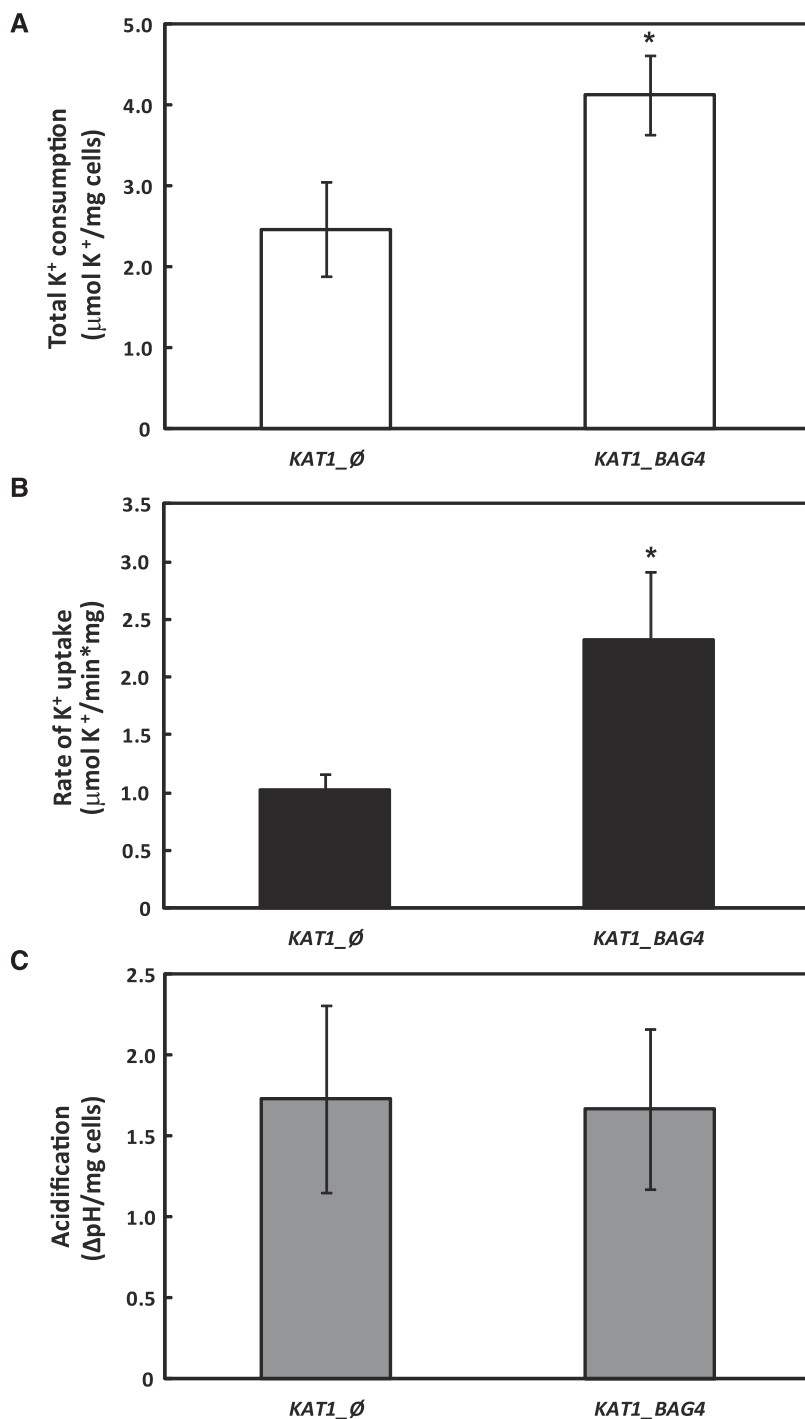 A
Total K⁺ consumption
(μmol K⁺/mg cells)
5.0
4.0
3.0
2.0
1.0
0
*
KAT1_Ø KAT1_BAG4
B
Rate of K⁺ uptake
(μmol K⁺/min*mg)
3.5
3.0
2.5
2.0
1.5
1.0
0.5
0
*
KAT1_Ø KAT1_BAG4
C
Acidification
(ΔpH/mg cells)
2.5
2.0
1.5
1.0
0.5
0
KAT1_Ø KAT1_BAG4